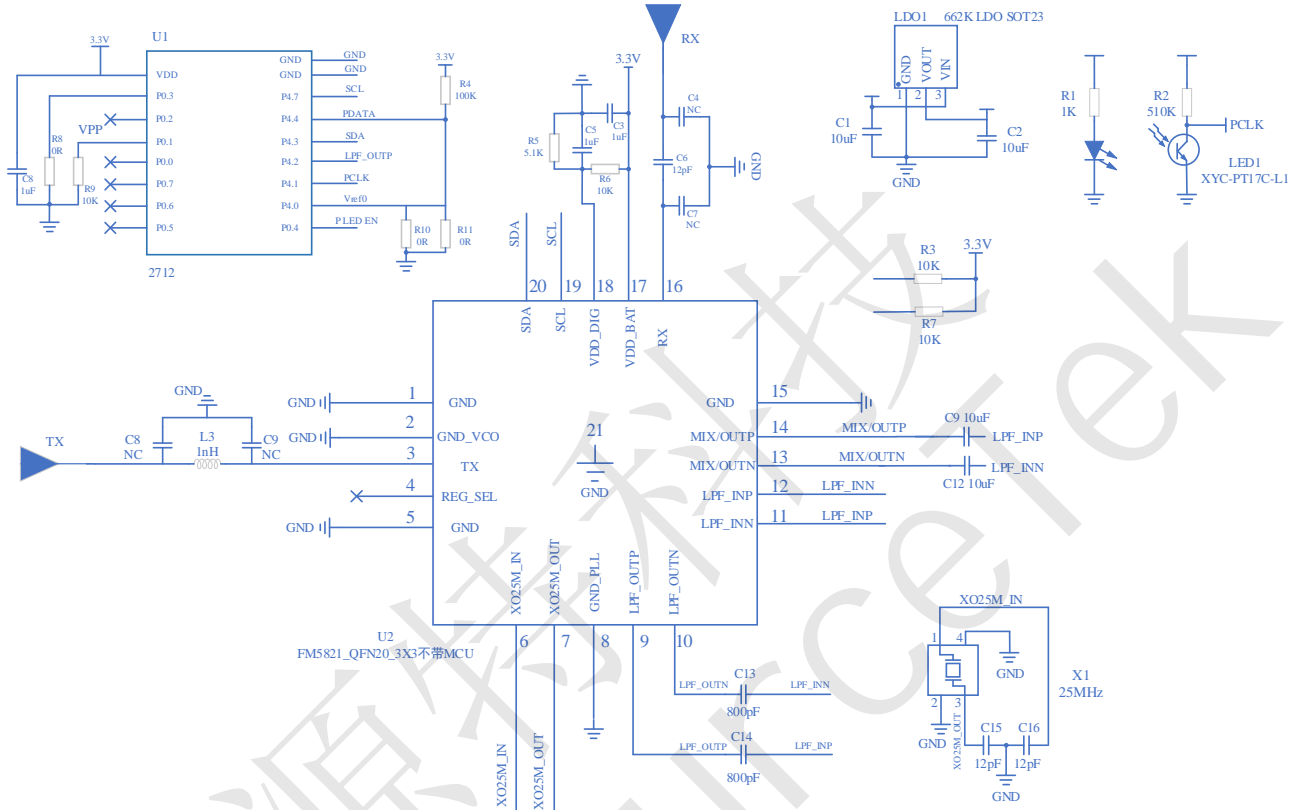 U1
3.3V
VDD
P0.3
P0.2
VPP
P0.1
P0.0
P0.7
P0.6
P0.5
GND
GND
P4.7
P4.4
P4.3
P4.2
P4.1
P4.0
P0.4
GND
GND
SCL
PDATA
SDA
LPF_OUTP
PCLK
Vref0
P LED EN
2712
C8
1uF
R8
0R
R9
10K
3.3V
R4
100K
R10
0R
R11
0R
R5
5.1K
C5
1uF
C3
1uF
R6
10K
3.3V
RX
C4
NC
C6
12pF
C7
NC
GND
LDO1 662K LDO SOT23
GND
VOUT
VIN
1 2 3
C1
10uF
C2
10uF
GND
R1
1K
R2
510K
PCLK
LED1
XYC-PT17C-L1
R3
10K
3.3V
R7
10K
SDA
SCL
20 19 18 17 16
SDA
SCL
VDD_DIG
VDD_BAT
RX
GND
TX
C8
NC
L3
1nH
C9
NC
GND
1
GND
GND
2
GND_VCO
3
TX
4
REG_SEL
GND
5
GND
21
GND
GND
15
MIX/OUTP
14
MIX/OUTP
C9 10uF
LPF_INP
MIX/OUTN
13
MIX/OUTN
LPF_INN
C12 10uF
LPF_INP
12
LPF_INN
LPF_INN
11
LPF_INP
XO25M_IN
XO25M_OUT
GND_PLL
LPF_OUTP
LPF_OUTN
6 7 8 9 10
U2
FM5821_QFN20_3X3不带MCU
XO25M_IN
XO25M_OUT
C13
LPF_OUTN
LPF_INN
800pF
C14
LPF_OUTP
LPF_INP
800pF
XO25M_IN
1 4
GND
2 3
GND
XO25M_OUT
X1
25MHz
C15
12pF
C16
12pF
GND
源特科技
urceTek